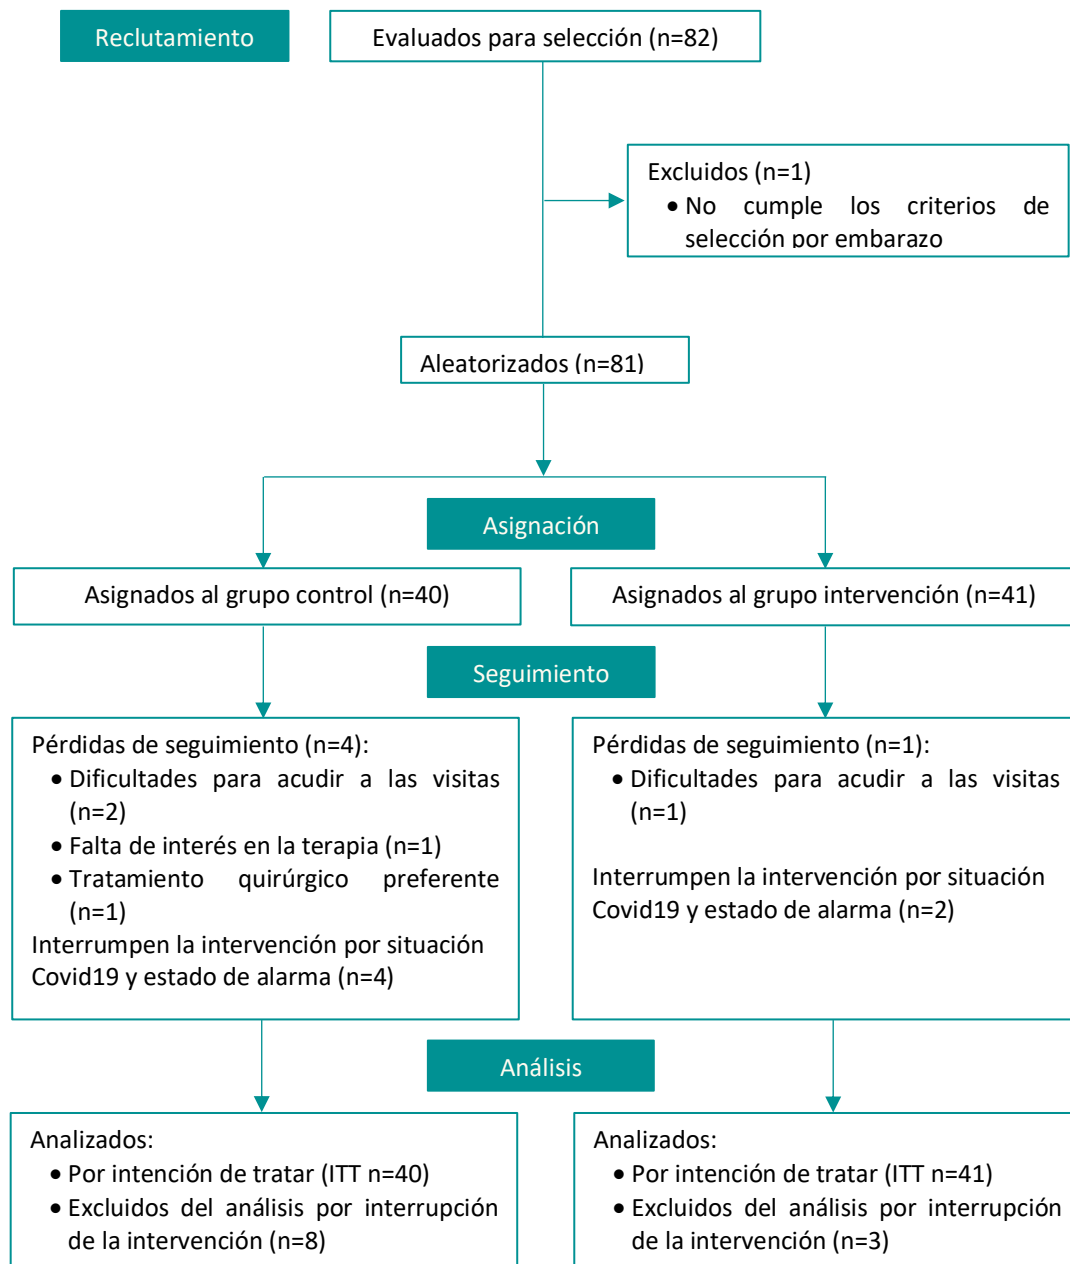 Reclutamiento
Evaluados para selección (n=82)
Excluidos (n=1)
• No cumple los criterios de
selección por embarazo
Aleatorizados (n=81)
Asignación
Asignados al grupo control (n=40)
Asignados al grupo intervención (n=41)
Seguimiento
Pérdidas de seguimiento (n=4):
• Dificultades para acudir a las visitas
(n=2)
• Falta de interés en la terapia (n=1)
• Tratamiento quirúrgico preferente
(n=1)
Interrumpen la intervención por situación
Covid19 y estado de alarma (n=4)
Pérdidas de seguimiento (n=1):
• Dificultades para acudir a las visitas
(n=1)
Interrumpen la intervención por situación
Covid19 y estado de alarma (n=2)
Análisis
Analizados:
• Por intención de tratar (ITT n=40)
• Excluidos del análisis por interrupción
de la intervención (n=8)
Analizados:
• Por intención de tratar (ITT n=41)
• Excluidos del análisis por interrupción
de la intervención (n=3)